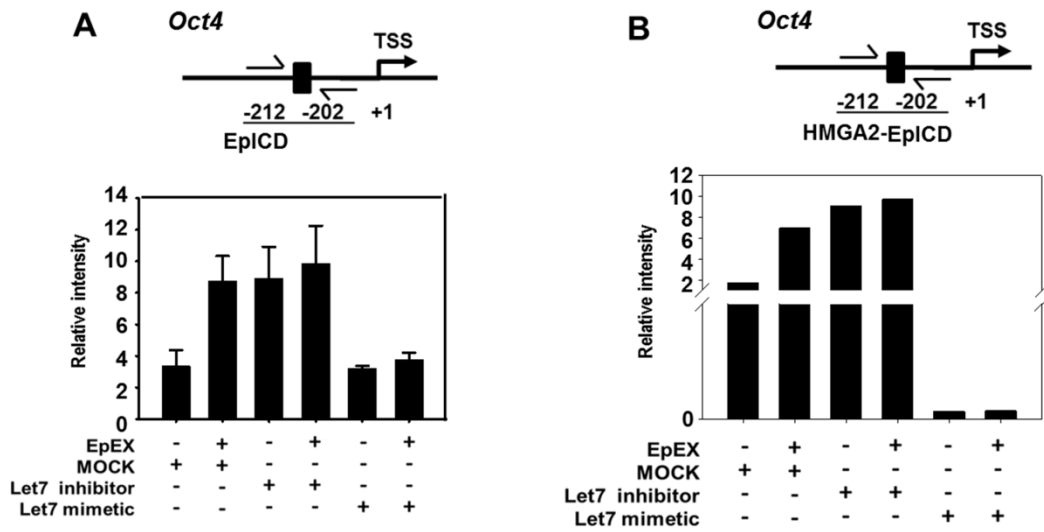 A
Oct4
TSS
-212 -202 +1
EpICD
Relative intensity
14
12
10
8
6
4
2
0
EpEX - + - + - +
MOCK + + - - - -
Let7 inhibitor - - + + - -
Let7 mimetic - - - - + +
B
Oct4
TSS
-212 -202 +1
HMGA2-EpICD
Relative intensity
12
10
8
6
4
2
0
EpEX - + - + - +
MOCK + + - - - -
Let7 inhibitor - - + + - -
Let7 mimetic - - - - + +